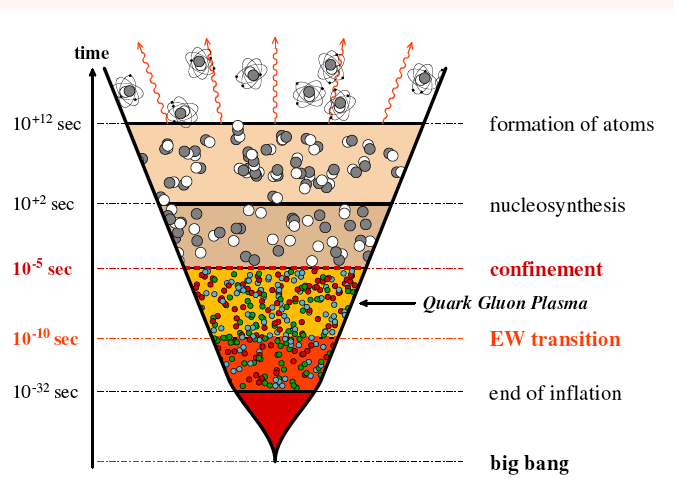 time
10+12 sec formation of atoms
10+2 sec nucleosynthesis
10-5 sec confinement
Quark Gluon Plasma
10-10 sec EW transition
10-32 sec end of inflation
big bang